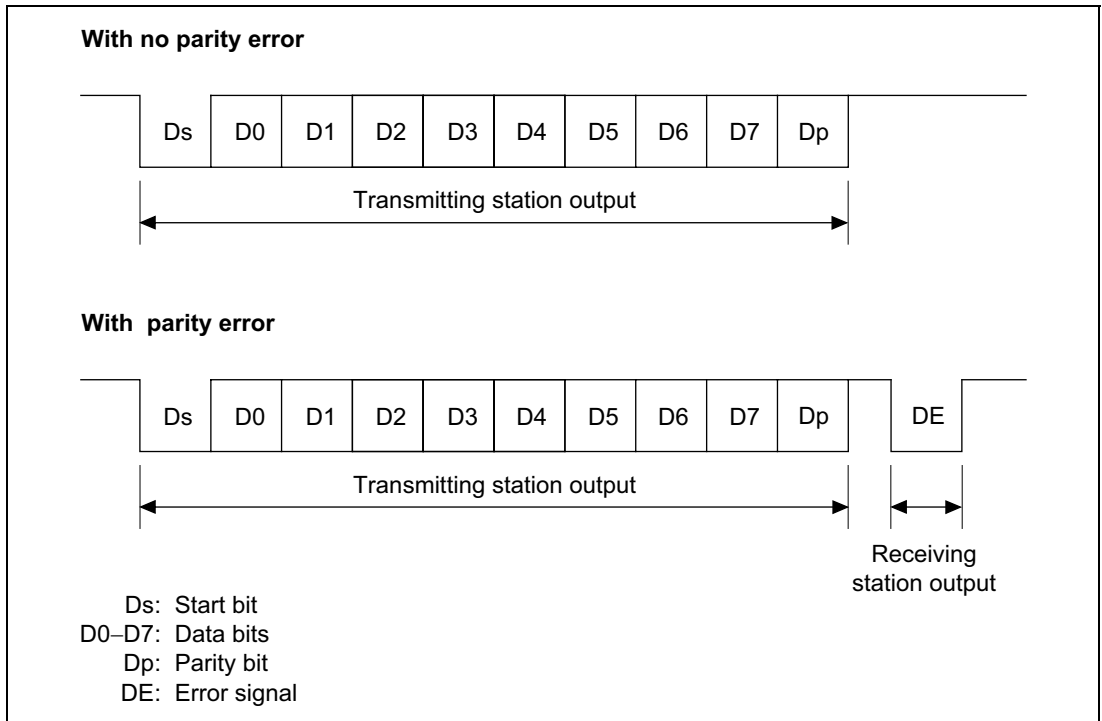 With no parity error
Ds D0 D1 D2 D3 D4 D5 D6 D7 Dp
Transmitting station output
With parity error
Ds D0 D1 D2 D3 D4 D5 D6 D7 Dp DE
Transmitting station output
Receiving
station output
Ds: Start bit
D0–D7: Data bits
Dp: Parity bit
DE: Error signal